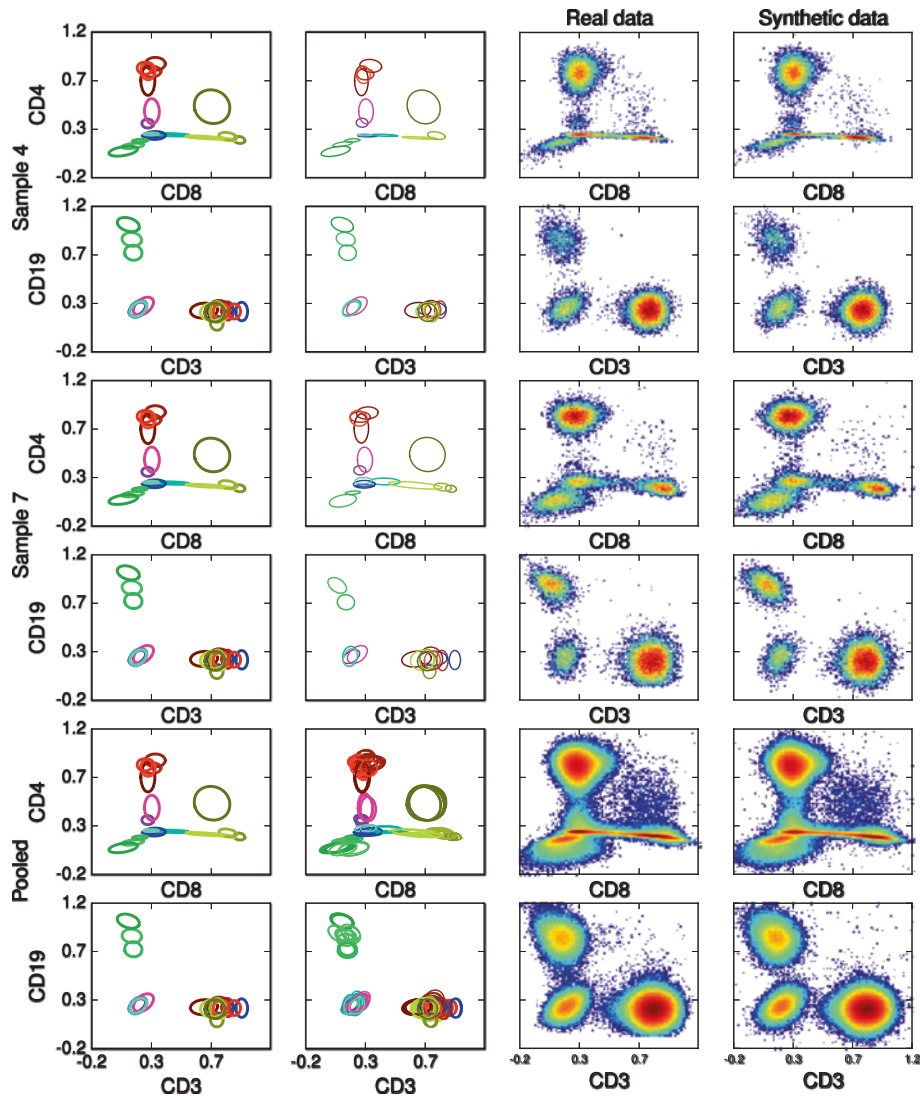 Real data Synthetic data
1.2
0.7
0.3
-0.2
CD4
CD8 CD8 CD8 CD8
Sample 4
1.2
0.7
0.3
-0.2
CD19
CD3 CD3 CD3 CD3
1.2
0.7
0.3
-0.2
CD4
CD8 CD8 CD8 CD8
Sample 7
1.2
0.7
0.3
-0.2
CD19
CD3 CD3 CD3 CD3
1.2
0.7
0.3
-0.2
CD4
CD8 CD8 CD8 CD8
Pooled
1.2
0.7
0.3
-0.2
CD19
0.3 0.7 0.3 0.7 -0.2 0.3 0.7 -0.2 0.3 0.7 1.2
CD3 CD3 CD3 CD3